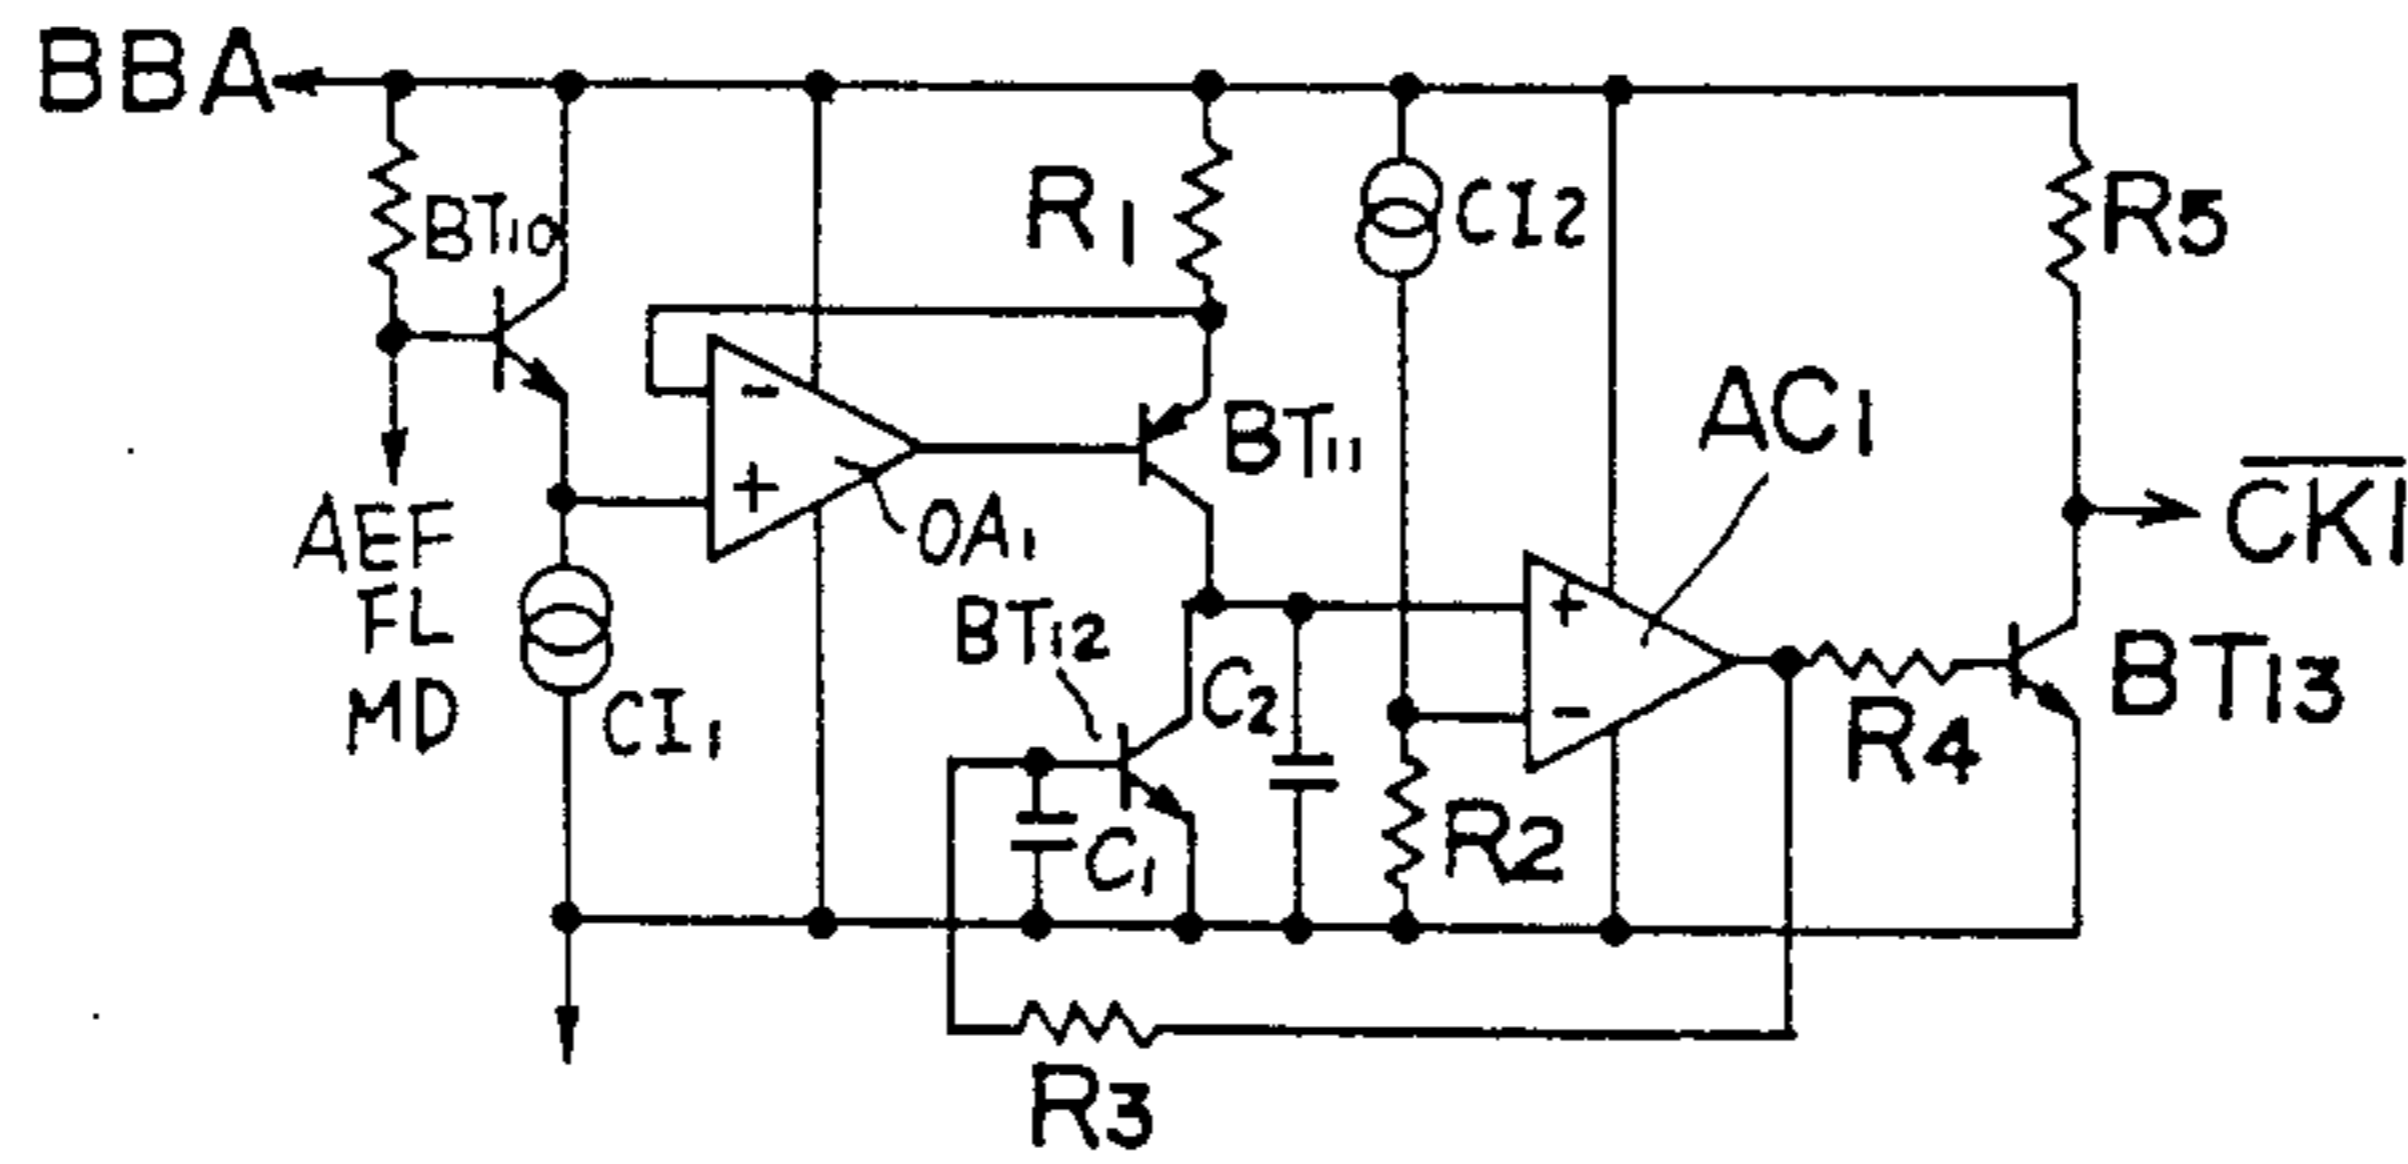 BBA
BT10
R1
CI2
R5
AC1
BT11
CKI
AEF
FL
MD
OA1
BT12
C2
CI1
BT13
R4
R2
C1
R3
- +
+ -